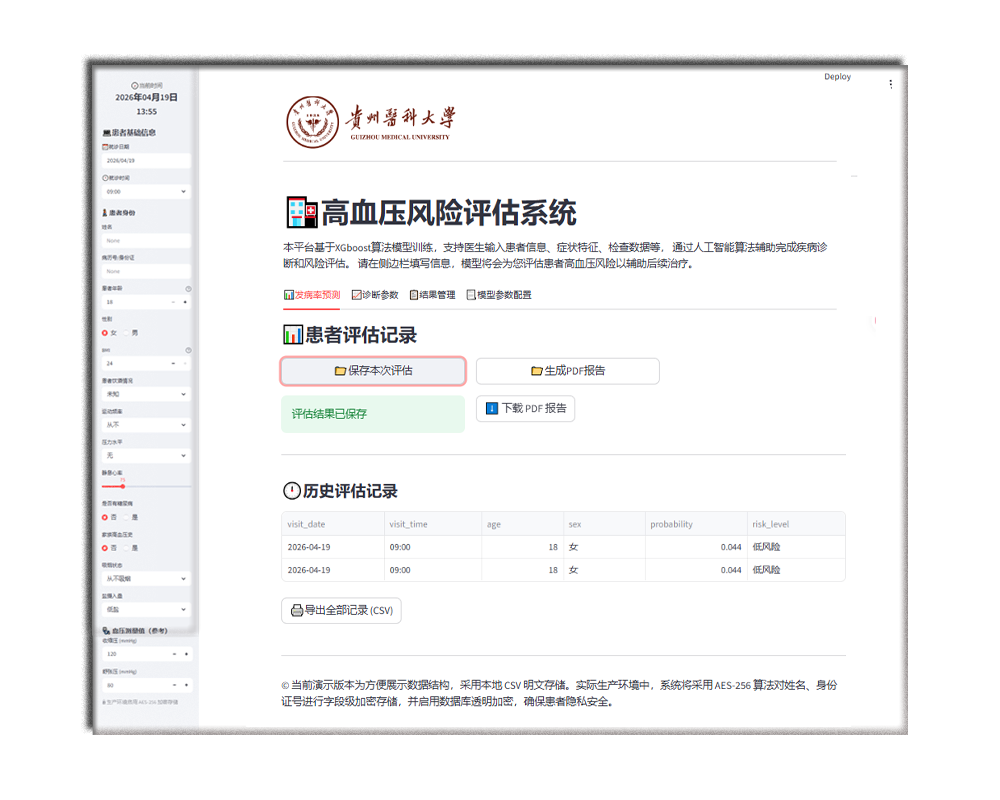 当前时间
2026年04月19日
13:55
患者基础信息
就诊日期
2026/04/19
就诊时间
09:00
患者身份
姓名
None
病历号/身份证
None
患者年龄
18
性别
女 男
BMI
24
患者饮酒情况
未知
运动频率
从不
压力水平
无
静息心率
75
是否有糖尿病
否 是
家族高血压史
否 是
吸烟状态
从不吸烟
盐摄入量
低盐
血压测量值（参考）
收缩压 (mmHg)
120
舒张压 (mmHg)
80
生产环境启用 AES-256 加密存储
Deploy
貴州醫科大學
GUIZHOU MEDICAL UNIVERSITY
高血压风险评估系统
本平台基于XGboost算法模型训练，支持医生输入患者信息、症状特征、检查数据等， 通过人工智能算法辅助完成疾病诊
断和风险评估。 请在侧边栏填写信息，模型将会为您评估患者高血压风险以辅助后续治疗。
发病率预测 诊断参数 结果管理 模型参数配置
患者评估记录
保存本次评估 生成PDF报告
评估结果已保存 下载 PDF 报告
历史评估记录
visit_date visit_time age sex probability risk_level
2026-04-19 09:00 18 女 0.044 低风险
2026-04-19 09:00 18 女 0.044 低风险
导出全部记录 (CSV)
© 当前演示版本为方便展示数据结构，采用本地 CSV 明文存储。实际生产环境中，系统将采用 AES-256 算法对姓名、身份
证号进行字段级加密存储，并启用数据库透明加密，确保患者隐私安全。